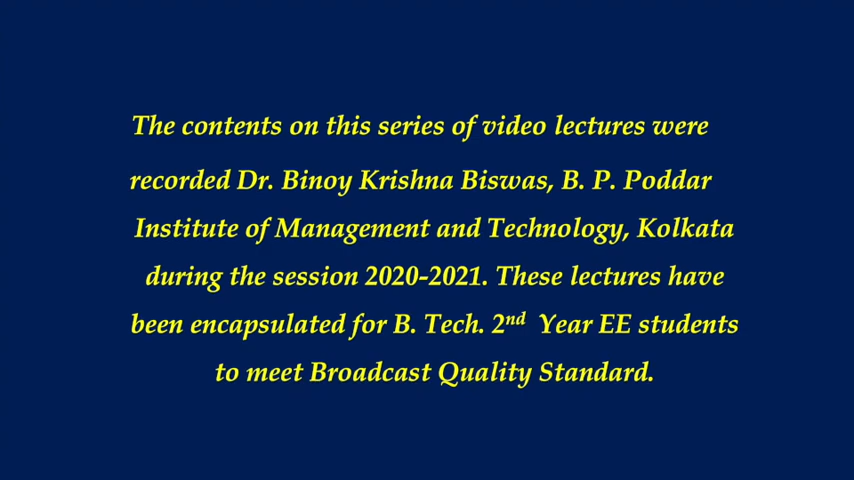 The contents on this series of video lectures were
recorded Dr. Binoy Krishna Biswas, B. P. Poddar
Institute of Management and Technology, Kolkata
during the session 2020-2021. These lectures have
been encapsulated for B. Tech. 2nd Year EE students
to meet Broadcast Quality Standard.